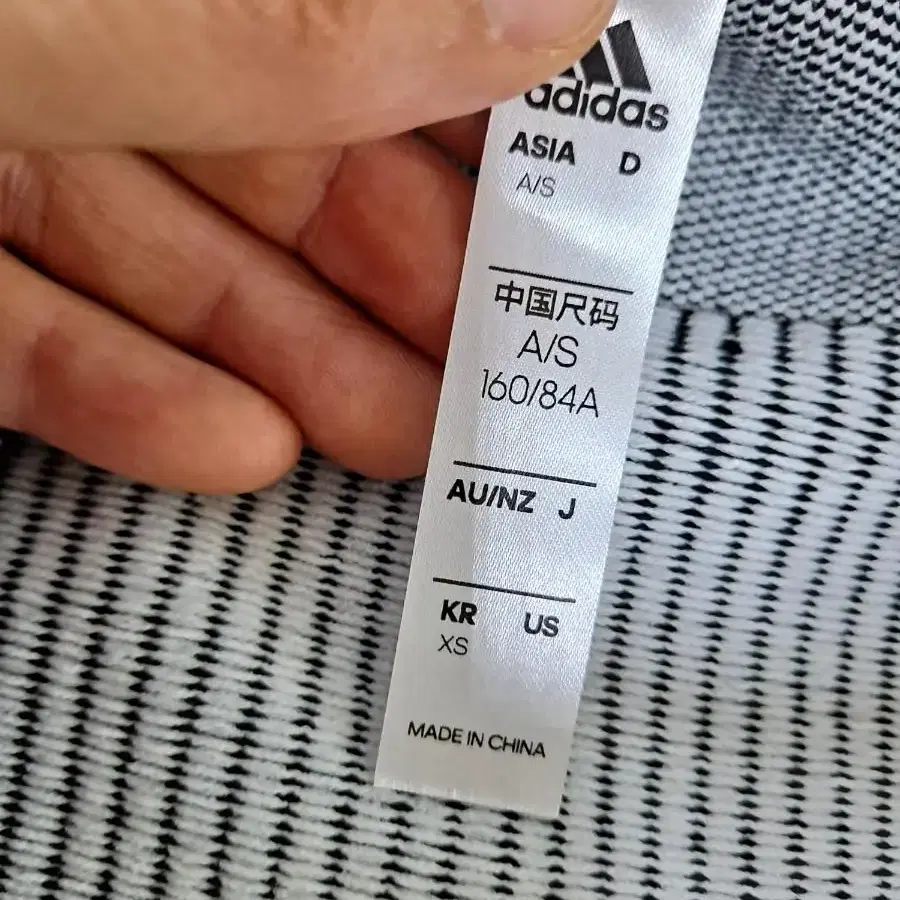 adidas
ASIA D
A/S
中国尺码
A/S
160/84A
AU/NZ J
KR US
XS
MADE IN CHINA